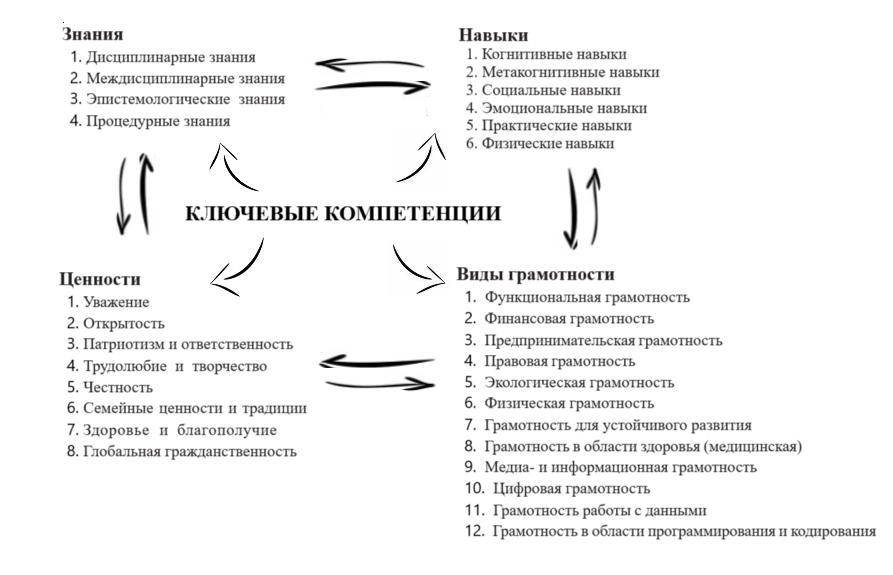 Знания
1. Дисциплинарные знания
2. Междисциплинарные знания
3. Эпистемологические знания
4. Процедурные знания
Навыки
1. Когнитивные навыки
2. Метакогнитивные навыки
3. Социальные навыки
4. Эмоциональные навыки
5. Практические навыки
6. Физические навыки
КЛЮЧЕВЫЕ КОМПЕТЕНЦИИ
Ценности
1. Уважение
2. Открытость
3. Патриотизм и ответственность
4. Трудолюбие и творчество
5. Честность
6. Семейные ценности и традиции
7. Здоровье и благополучие
8. Глобальная гражданственность
Виды грамотности
1. Функциональная грамотность
2. Финансовая грамотность
3. Предпринимательская грамотность
4. Правовая грамотность
5. Экологическая грамотность
6. Физическая грамотность
7. Грамотность для устойчивого развития
8. Грамотность в области здоровья (медицинская)
9. Медиа- и информационная грамотность
10. Цифровая грамотность
11. Грамотность работы с данными
12. Грамотность в области программирования и кодирования